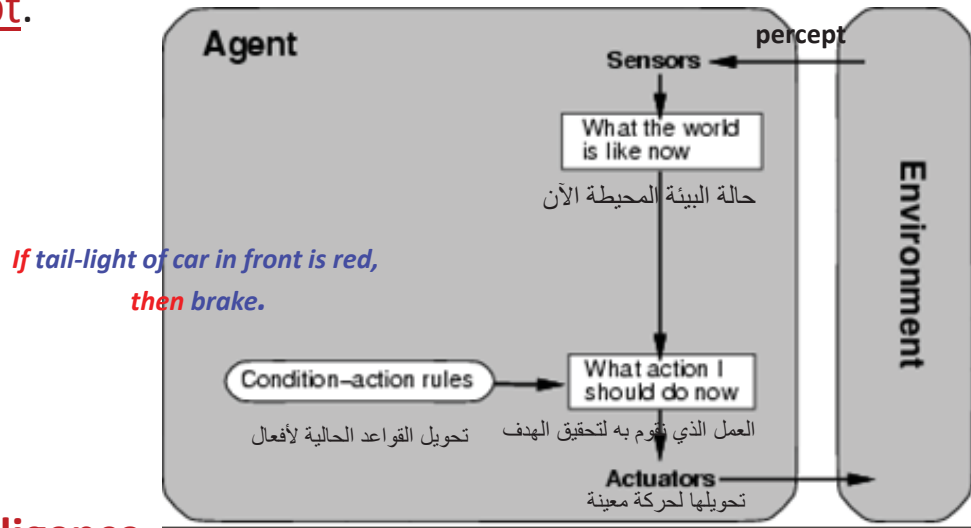 pt.
Agent
percept
Sensors
What the world
is like now
حالة البيئة المحيطة الآن
Environment
If tail-light of car in front is red,
then brake.
Condition-action rules
What action I
should do now
تحويل القواعد الحالية لأفعال
العمل الذي نقوم به لتحقيق الهدف
Actuators
تحويلها لحركة معينة
ligence